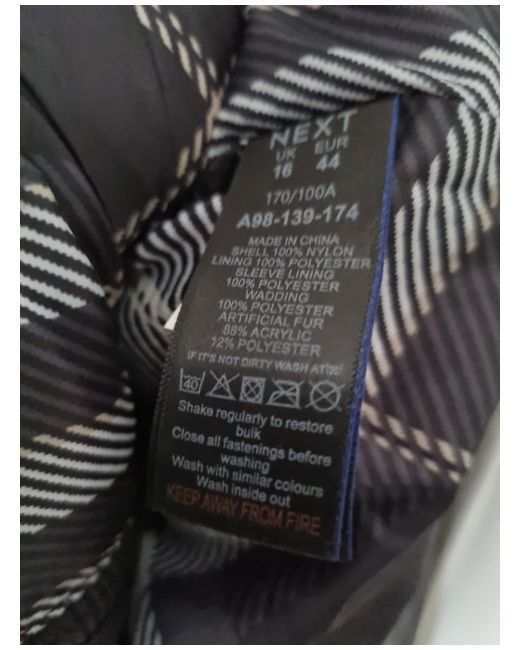 NEXT
UK EUR
16 44
170/100A
A98-139-174
MADE IN CHINA
SHELL 100% NYLON
LINING 100% POLYESTER
SLEEVE LINING
100% POLYESTER
WADDING
100% POLYESTER
ARTIFICIAL FUR
88% ACRYLIC
12% POLYESTER
IF IT'S NOT DIRTY WASH AT
40
Shake regularly to restore
bulk
Close all fastenings before
washing
Wash with similar colours
Wash inside out
KEEP AWAY FROM FIRE